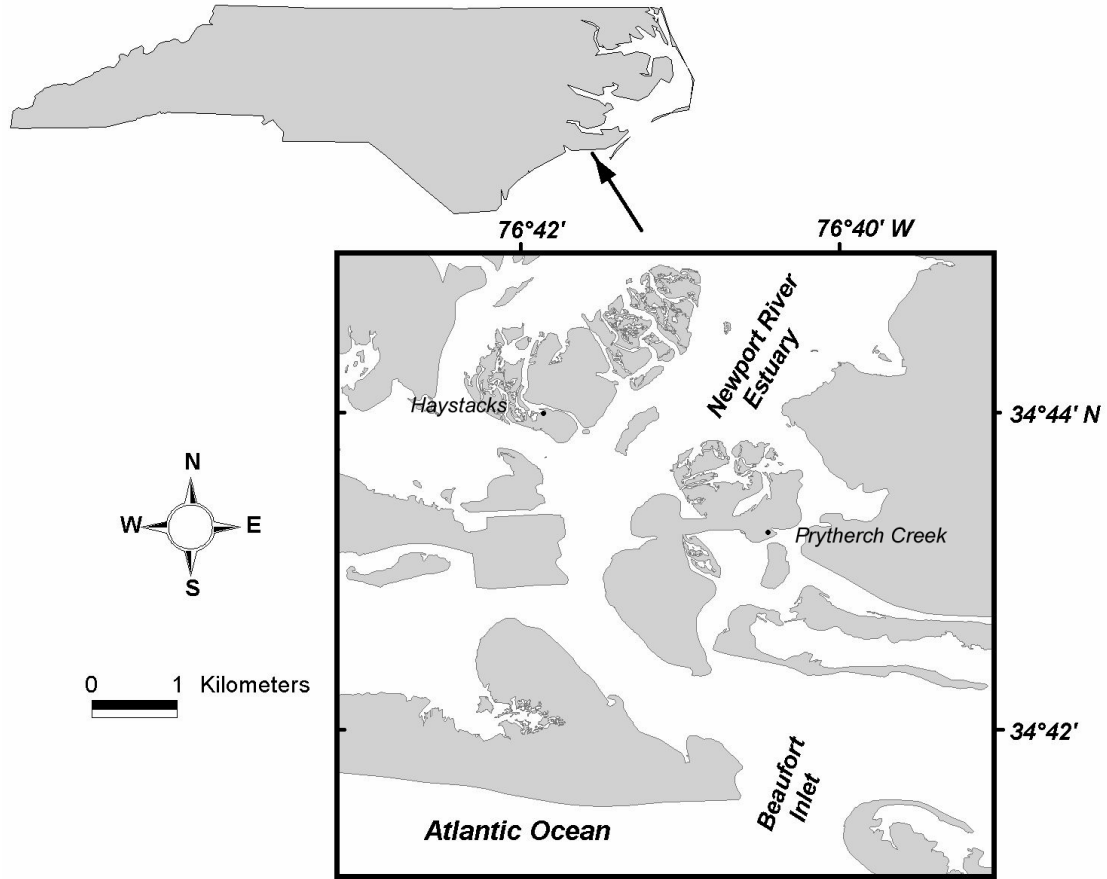 76°42'
76°40' W
Newport River
Estuary
Haystacks
34°44' N
N
W
E
S
Prytherch Creek
0 1 Kilometers
34°42'
Beaufort
Inlet
Atlantic Ocean